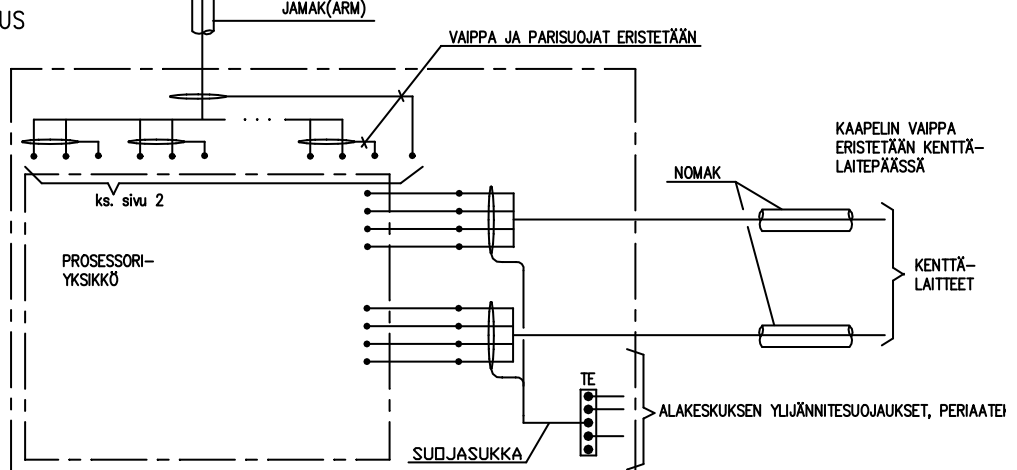 JAMAK(ARM)
US
VAIPPA JA PARISUOJAT ERISTETÄÄN
KAAPELIN VAIPPA
ERISTETÄÄN KENTTÄ-
LAITEPÄÄSSÄ
NOMAK
ks. sivu 2
PROSESSORI-
YKSIKKÖ
KENTTÄ-
LAITTEET
TE
ALAKESKUKSEN YLIJÄNNITESUOJAUKSET, PERIAATE
SUOJASUKKA